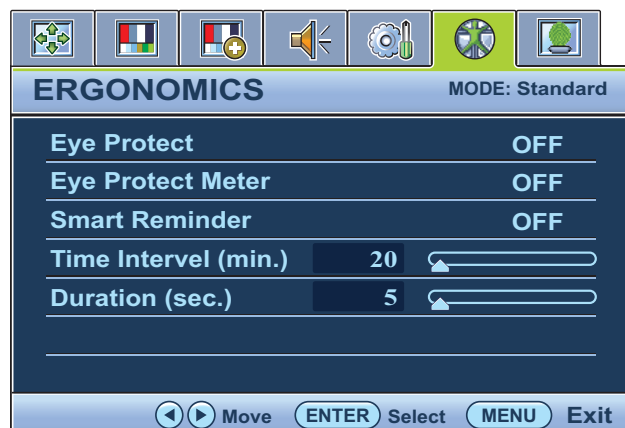 ERGONOMICS MODE: Standard
Eye Protect OFF
Eye Protect Meter OFF
Smart Reminder OFF
Time Intervel (min.) 20
Duration (sec.) 5
Move ENTER Select MENU Exit